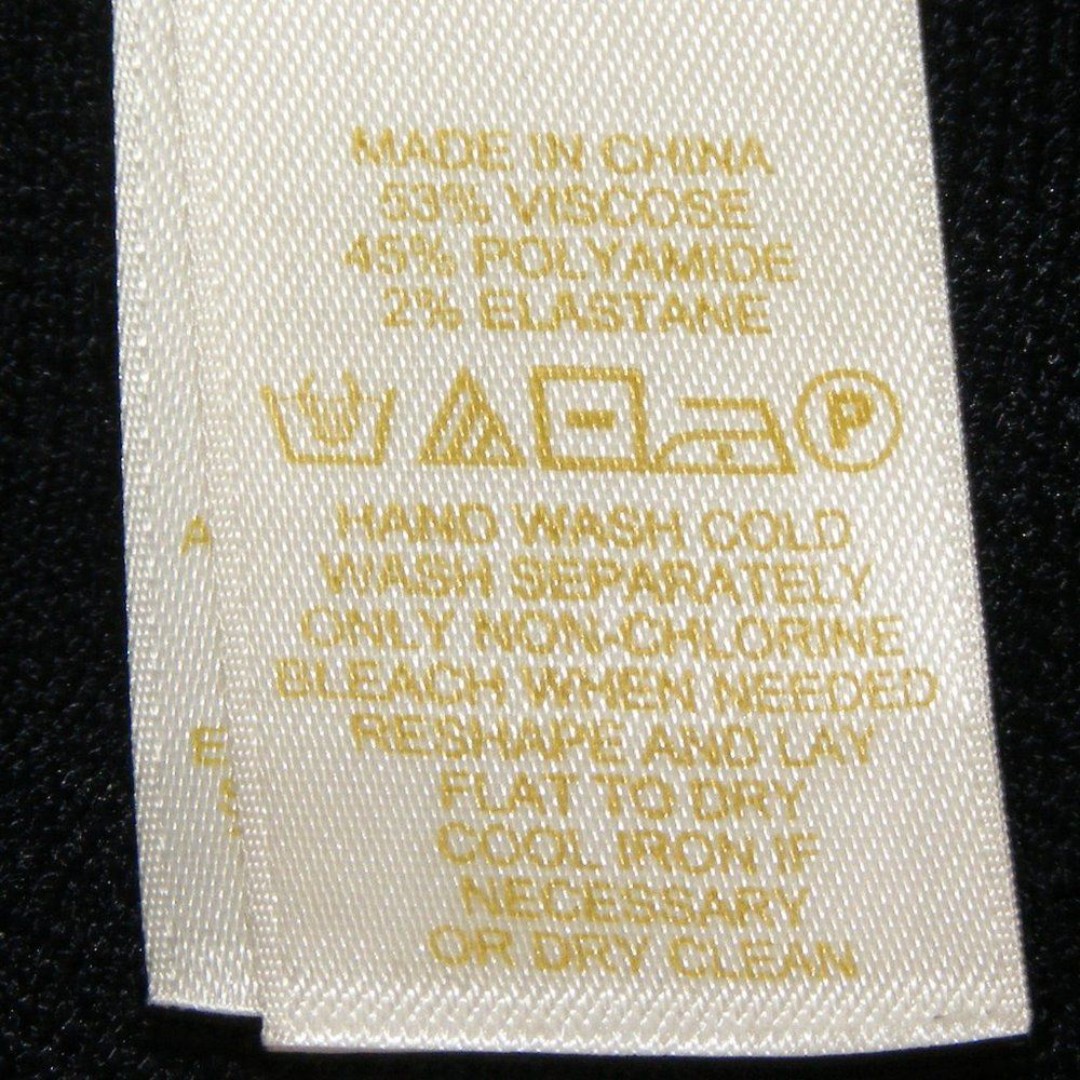 MADE IN CHINA
53% VISCOSE
45% POLYAMIDE
2% ELASTANE
P
HAND WASH COLD
WASH SEPARATELY
ONLY NON-CHLORINE
BLEACH WHEN NEEDED
RESHAPE AND LAY
FLAT TO DRY
COOL IRON IF
NECESSARY
OR DRY CLEAN
A
E